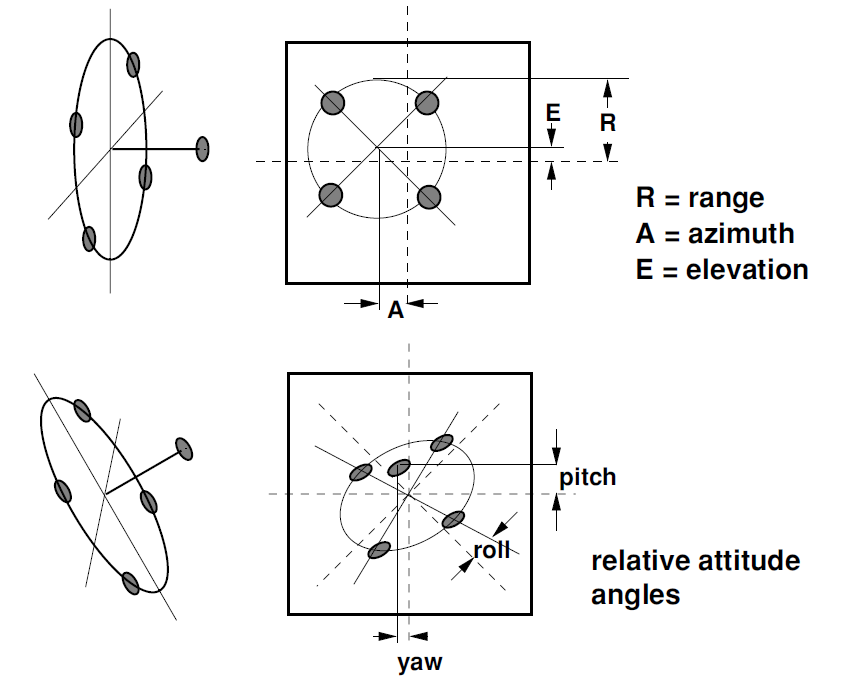 E
R
R = range
A = azimuth
E = elevation
A
pitch
roll
relative attitude
angles
yaw